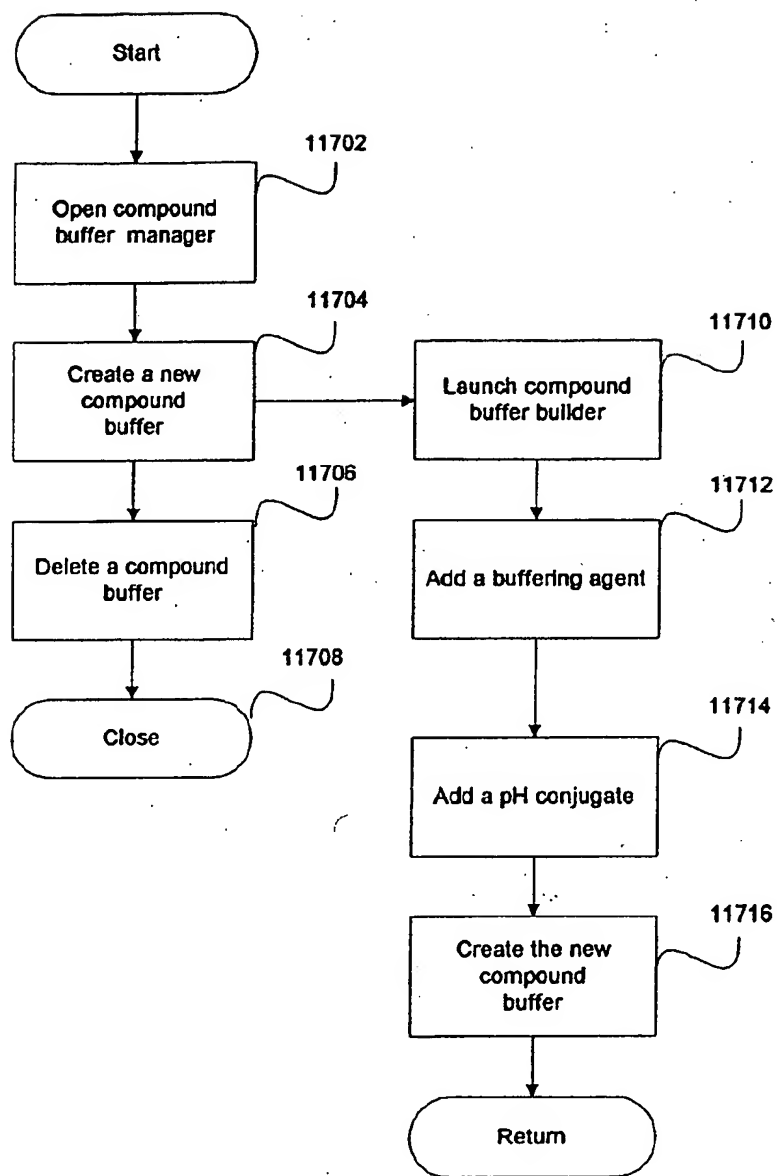 Start
11702
Open compound
buffer manager
11704
Create a new
compound
buffer
11706
Delete a compound
buffer
11708
Close
11710
Launch compound
buffer builder
11712
Add a buffering agent
11714
Add a pH conjugate
11716
Create the new
compound
buffer
Return